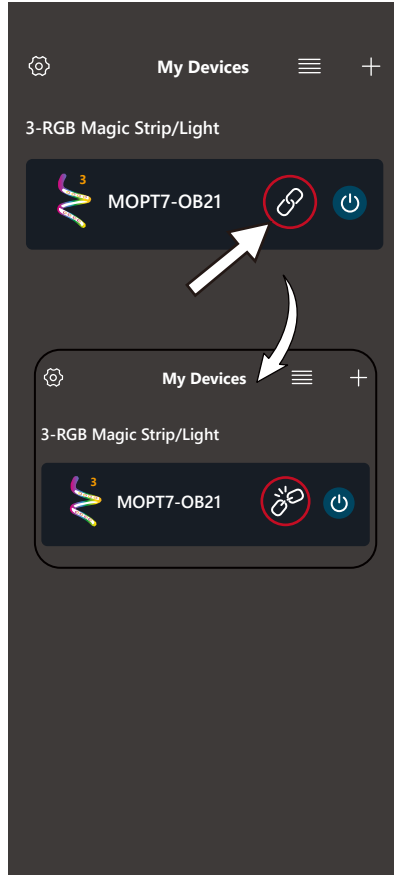 My Devices
3-RGB Magic Strip/Light
3
MOPT7-OB21
My Devices
3-RGB Magic Strip/Light
3
MOPT7-OB21